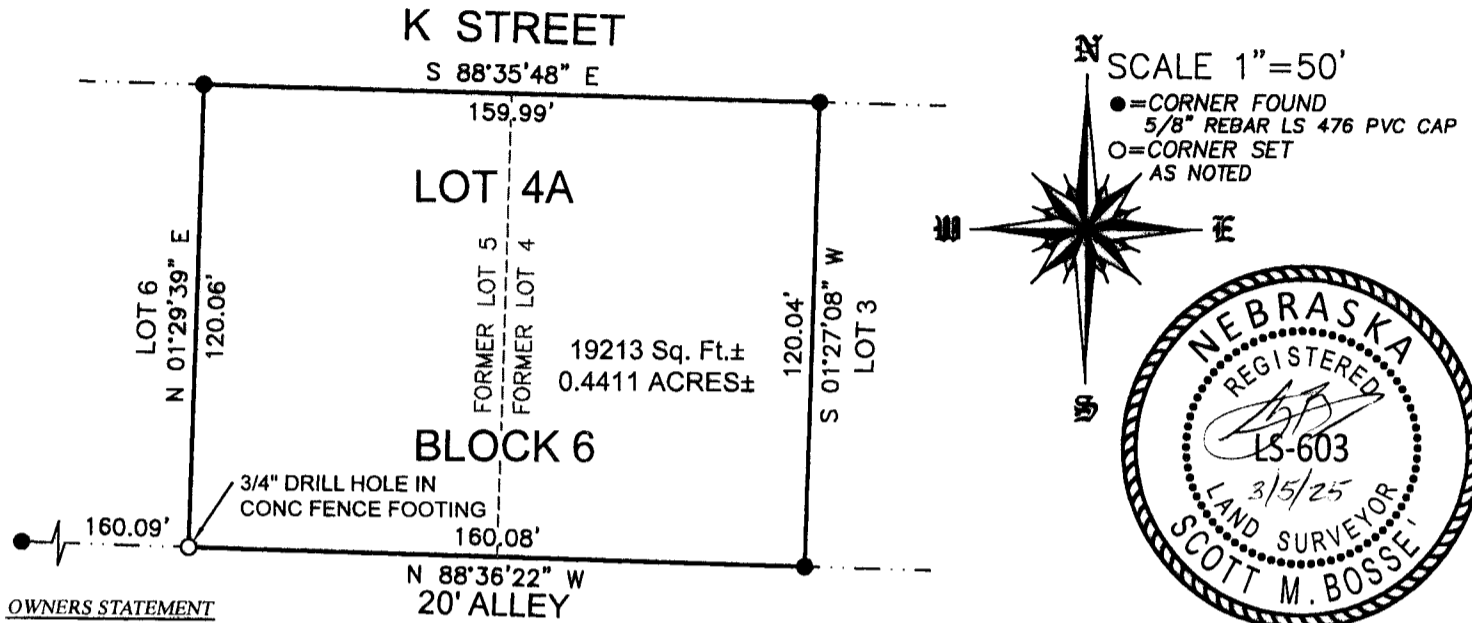 K STREET
S 88°35'48" E
159.99'
LOT 4A
LOT 6
N 01°29'39" E
120.06'
FORMER LOT 5
FORMER LOT 4
19213 Sq. Ft.±
0.4411 ACRES±
120.04'
S 01°27'08" W
LOT 3
BLOCK 6
3/4" DRILL HOLE IN
CONC FENCE FOOTING
160.09'
160.08'
N 88°36'22" W
20' ALLEY
OWNERS STATEMENT
N
W
E
S
SCALE 1"=50'
●=CORNER FOUND
5/8" REBAR LS 476 PVC CAP
O=CORNER SET
AS NOTED
NEBRASKA
REGISTERED
LS-603
3/5/25
LAND SURVEYOR
SCOTT M. BOSSE'